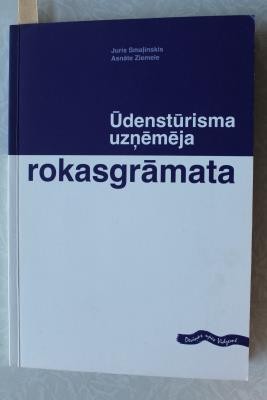 Juris Smaļinskis
Asnāte Ziemele
Ūdenstūrisma
uzņēmēja
rokasgrāmata